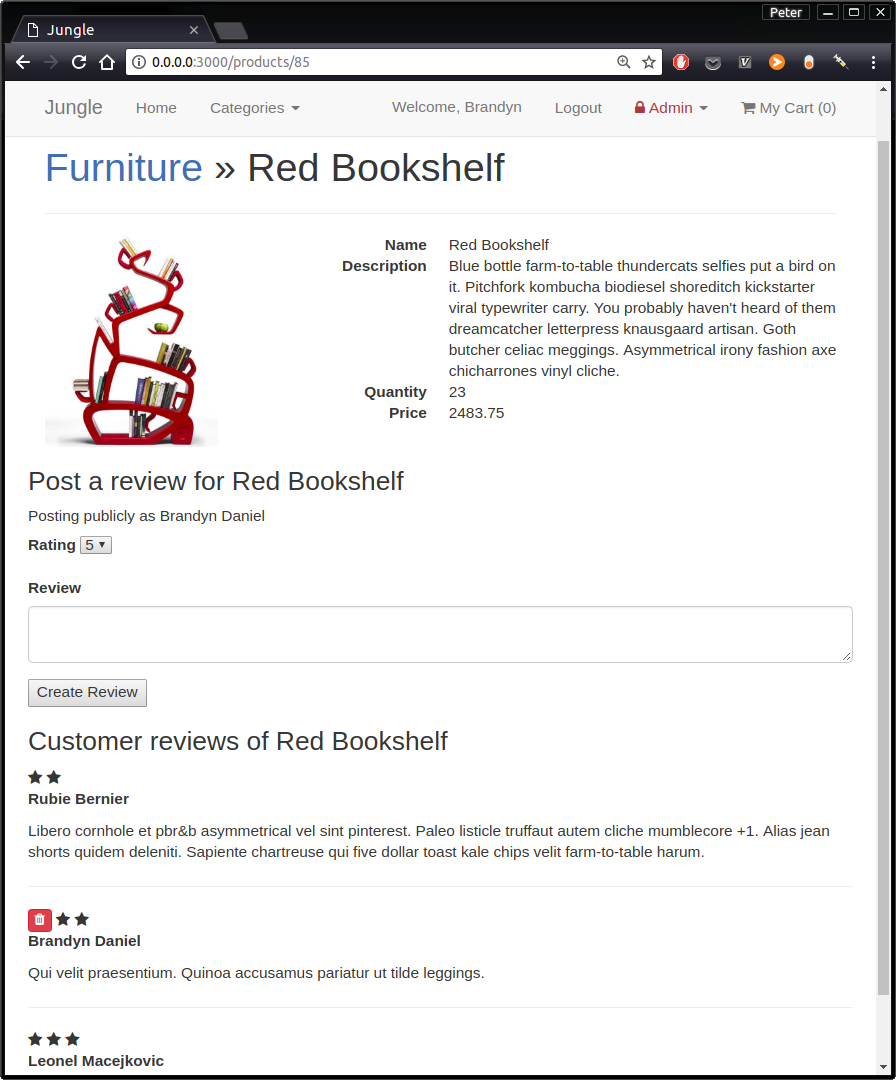 Peter
Jungle
0.0.0.0:3000/products/85
Jungle Home Categories Welcome, Brandyn Logout Admin My Cart (0)
Furniture » Red Bookshelf
Name Red Bookshelf
Description Blue bottle farm-to-table thundercats selfies put a bird on
it. Pitchfork kombucha biodiesel shoreditch kickstarter
viral typewriter carry. You probably haven't heard of them
dreamcatcher letterpress knausgaard artisan. Goth
butcher celiac meggings. Asymmetrical irony fashion axe
chicharrones vinyl cliche.
Quantity 23
Price 2483.75
Post a review for Red Bookshelf
Posting publicly as Brandyn Daniel
Rating 5
Review
Create Review
Customer reviews of Red Bookshelf
Rubie Bernier
Libero cornhole et pbr&b asymmetrical vel sint pinterest. Paleo listicle truffaut autem cliche mumblecore +1. Alias jean
shorts quidem deleniti. Sapiente chartreuse qui five dollar toast kale chips velit farm-to-table harum.
Brandyn Daniel
Qui velit praesentium. Quinoa accusamus pariatur ut tilde leggings.
Leonel Macejkovic